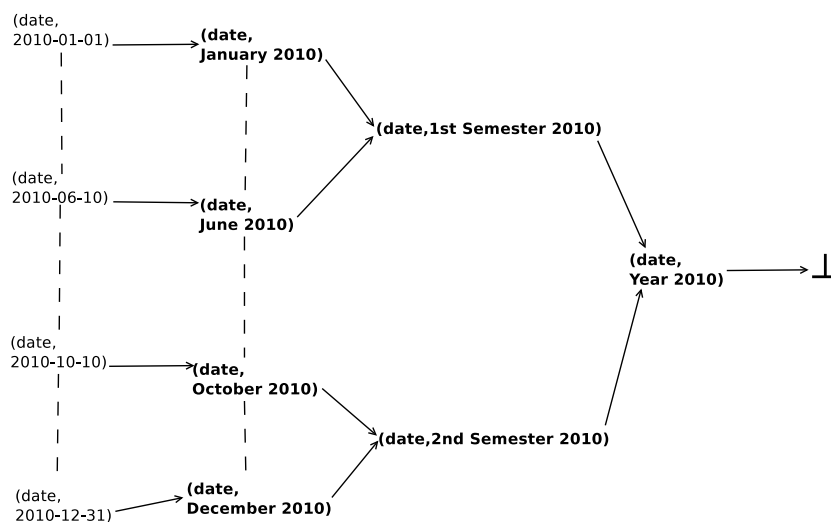 (date,
2010-01-01)
(date,
January 2010)
(date,1st Semester 2010)
(date,
2010-06-10)
(date,
June 2010)
(date,
Year 2010)
⊥
(date,
2010-10-10)
(date,
October 2010)
(date,2nd Semester 2010)
(date,
2010-12-31)
(date,
December 2010)